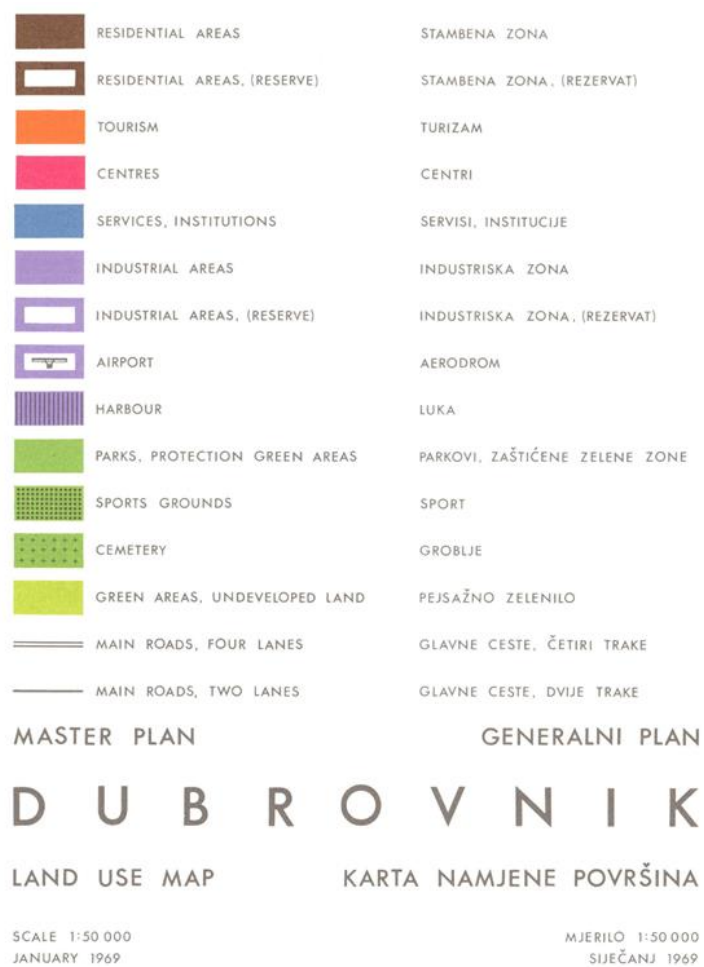 RESIDENTIAL AREAS STAMBENA ZONA
RESIDENTIAL AREAS, (RESERVE) STAMBENA ZONA, (REZERVAT)
TOURISM TURIZAM
CENTRES CENTRI
SERVICES, INSTITUTIONS SERVISI, INSTITUCIJE
INDUSTRIAL AREAS INDUSTRISKA ZONA
INDUSTRIAL AREAS, (RESERVE) INDUSTRISKA ZONA, (REZERVAT)
AIRPORT AERODROM
HARBOUR LUKA
PARKS, PROTECTION GREEN AREAS PARKOVI, ZAŠTIĆENE ZELENE ZONE
SPORTS GROUNDS SPORT
CEMETERY GROBLJE
GREEN AREAS, UNDEVELOPED LAND PEJSAŽNO ZELENILO
MAIN ROADS, FOUR LANES GLAVNE CESTE, ČETIRI TRAKE
MAIN ROADS, TWO LANES GLAVNE CESTE, DVIJE TRAKE
MASTER PLAN GENERALNI PLAN
DUBROVNIK
LAND USE MAP KARTA NAMJENE POVRŠINA
SCALE 1:50 000 MJERILO 1:50 000
JANUARY 1969 SIJEČANJ 1969